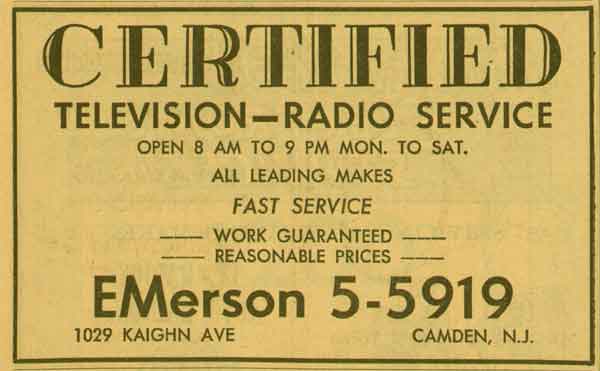 CERTIFIED
TELEVISION—RADIO SERVICE
OPEN 8 AM TO 9 PM MON. TO SAT.
ALL LEADING MAKES
FAST SERVICE
—— WORK GUARANTEED ——
—— REASONABLE PRICES ——
EMerson 5-5919
1029 KAIGHN AVE CAMDEN, N.J.